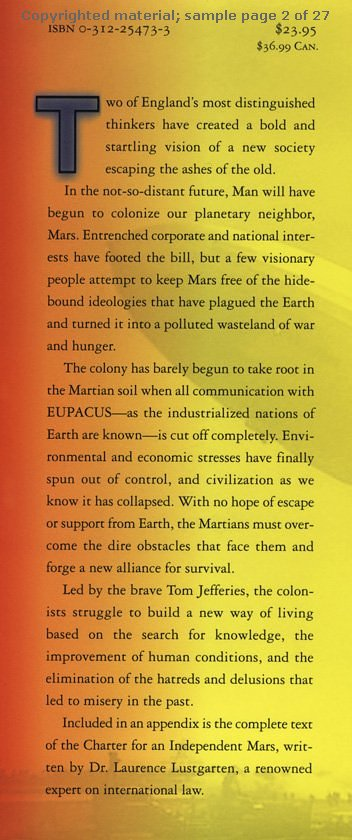 Copyrighted material; sample page 2 of 27
ISBN 0-312-25473-3 $23.95
$36.99 CAN.
Two of England's most distinguished
thinkers have created a bold and
startling vision of a new society
escaping the ashes of the old.
In the not-so-distant future, Man will have
begun to colonize our planetary neighbor,
Mars. Entrenched corporate and national inter-
ests have footed the bill, but a few visionary
people attempt to keep Mars free of the hide-
bound ideologies that have plagued the Earth
and turned it into a polluted wasteland of war
and hunger.
The colony has barely begun to take root in
the Martian soil when all communication with
EUPACUS—as the industrialized nations of
Earth are known—is cut off completely. Envi-
ronmental and economic stresses have finally
spun out of control, and civilization as we
know it has collapsed. With no hope of escape
or support from Earth, the Martians must over-
come the dire obstacles that face them and
forge a new alliance for survival.
Led by the brave Tom Jefferies, the colon-
ists struggle to build a new way of living
based on the search for knowledge, the
improvement of human conditions, and the
elimination of the hatreds and delusions that
led to misery in the past.
Included in an appendix is the complete text
of the Charter for an Independent Mars, writ-
ten by Dr. Laurence Lustgarten, a renowned
expert on international law.